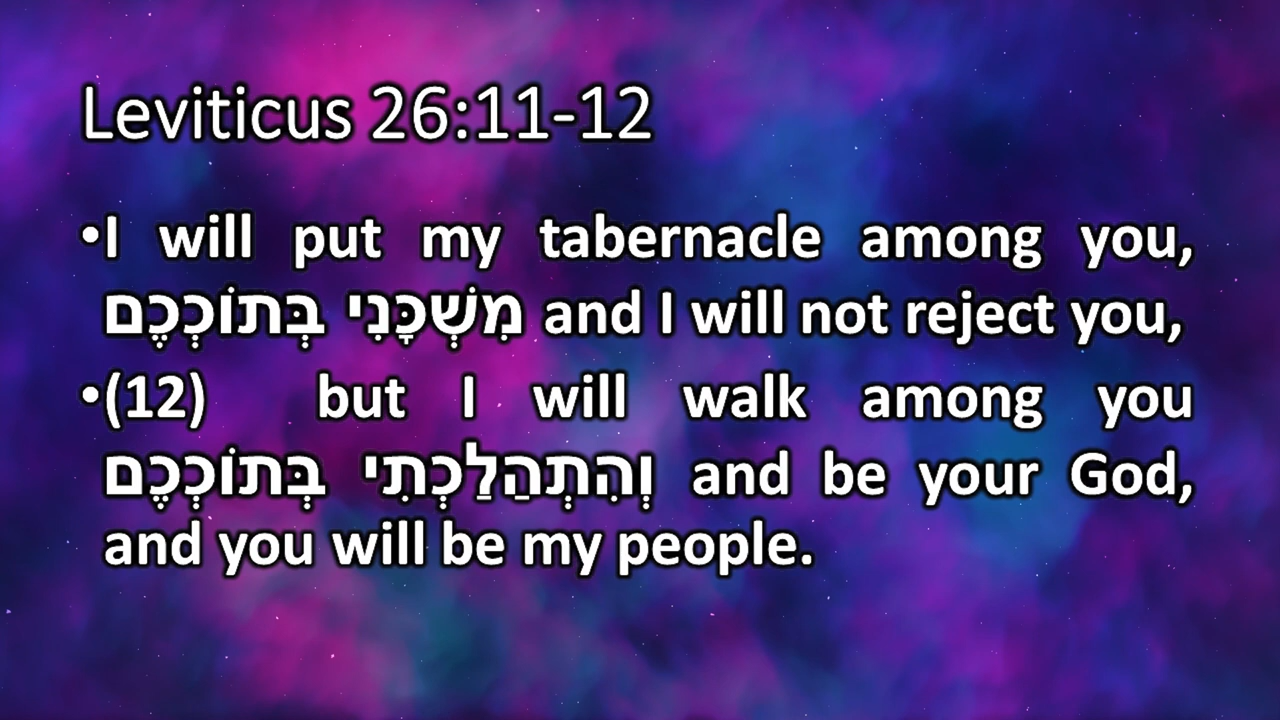 Leviticus 26:11-12
•I will put my tabernacle among you,
מִשְׁכָּנִי בְּתוֹכְכֶם and I will not reject you,
•(12) but I will walk among you
וְהִתְהַלַכְתִי בְּתוֹכְכֶם and be your God,
and you will be my people.